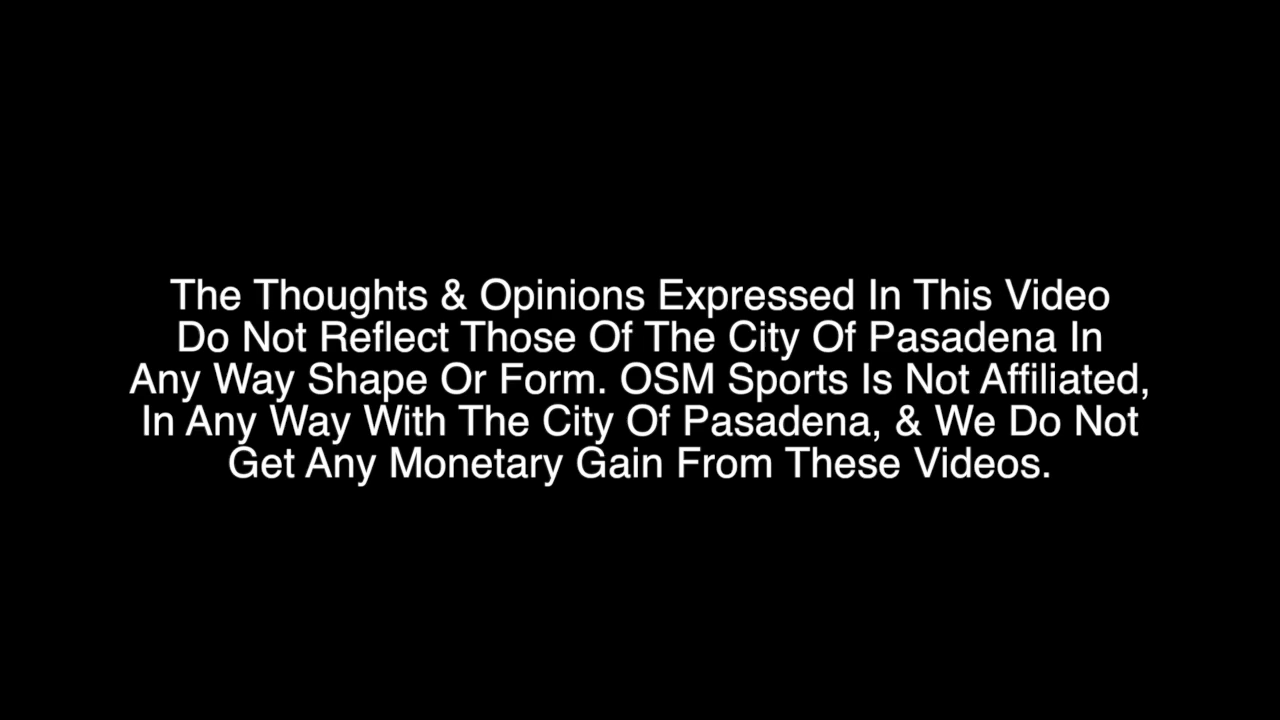 The Thoughts & Opinions Expressed In This Video
Do Not Reflect Those Of The City Of Pasadena In
Any Way Shape Or Form. OSM Sports Is Not Affiliated,
In Any Way With The City Of Pasadena, & We Do Not
Get Any Monetary Gain From These Videos.